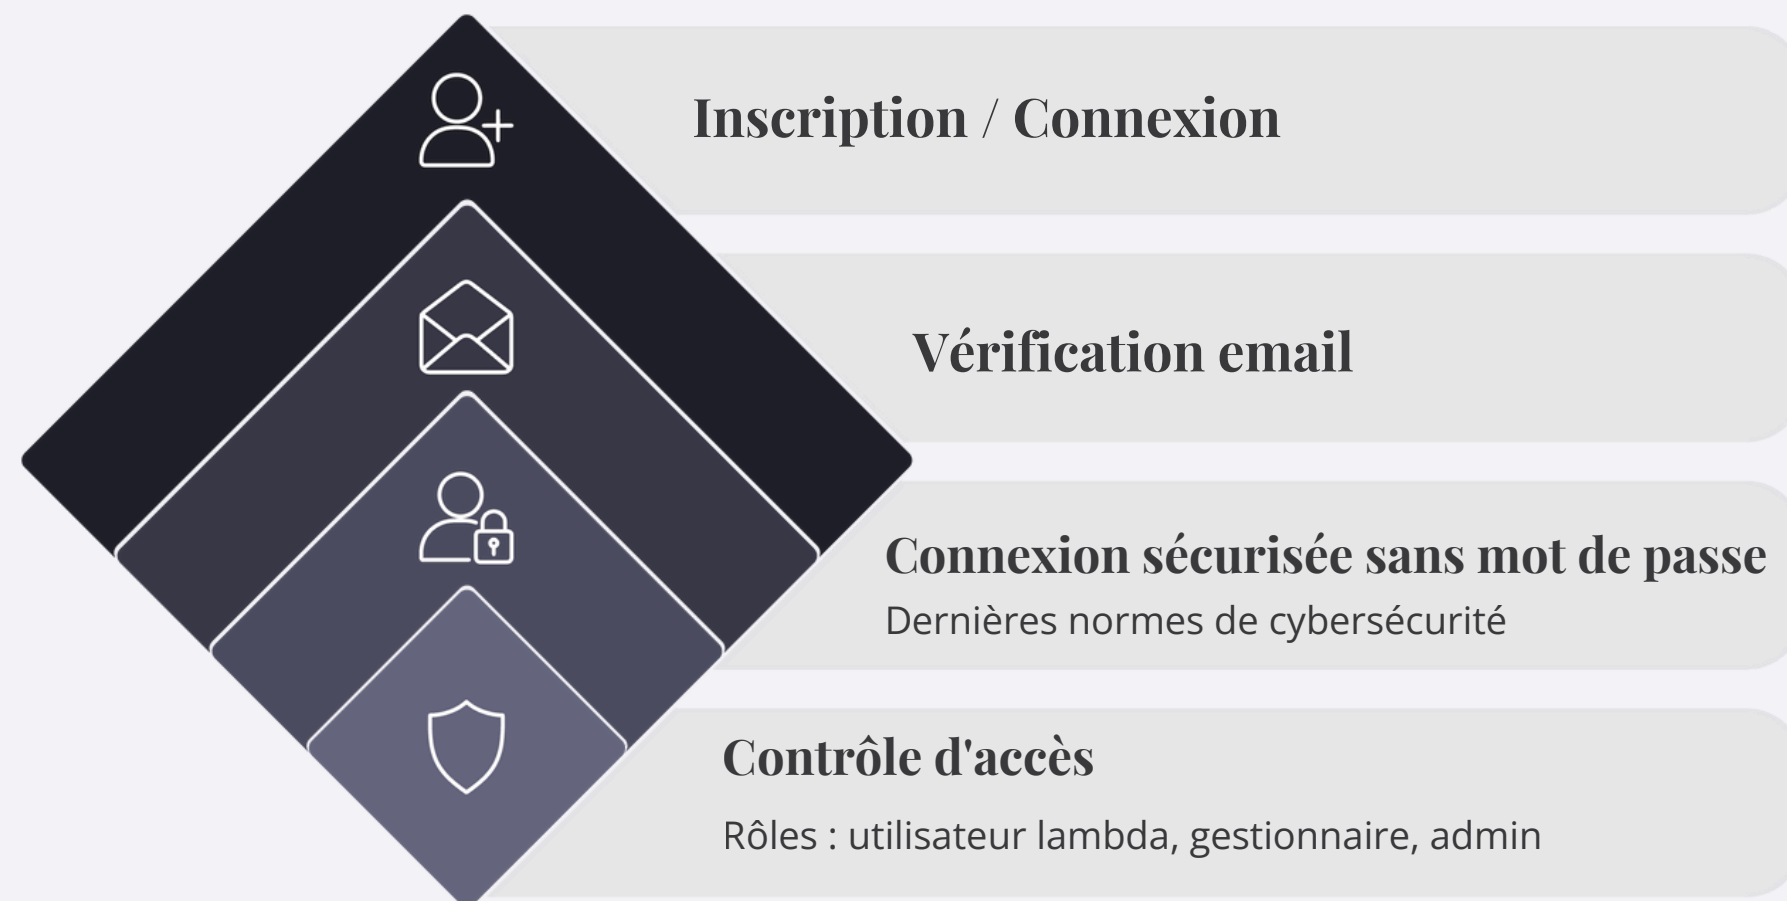 Inscription / Connexion
Vérification email
Connexion sécurisée sans mot de passe
Dernières normes de cybersécurité
Contrôle d'accès
Rôles : utilisateur lambda, gestionnaire, admin